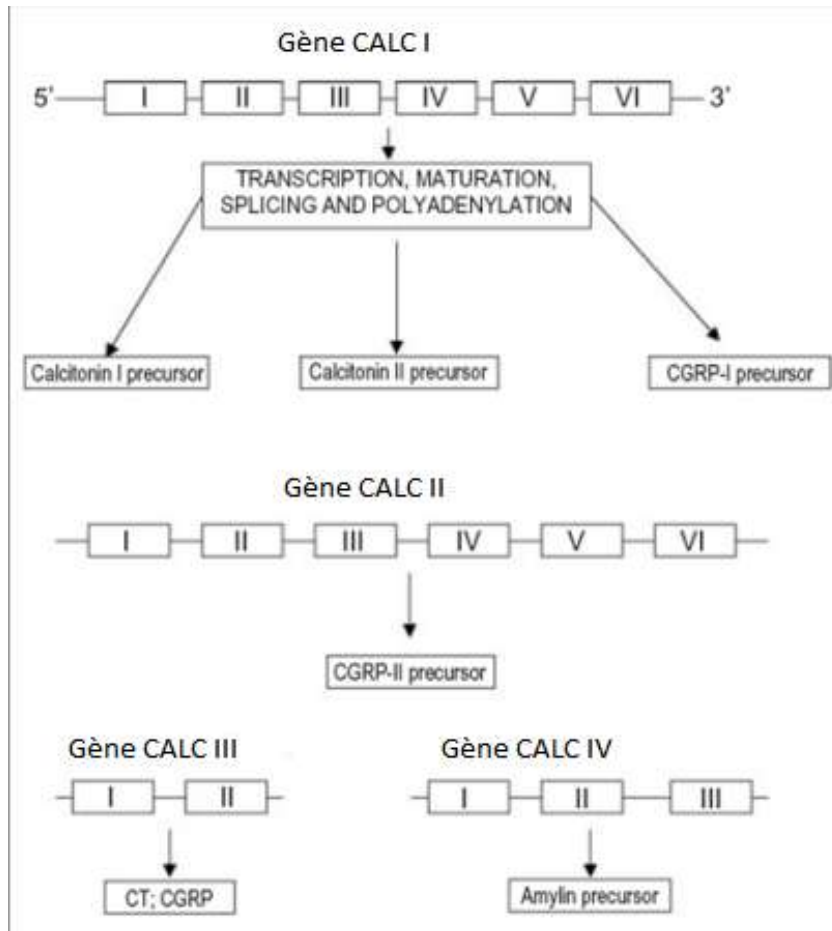 Gène CALC I
5' I II III IV V VI 3'
TRANSCRIPTION, MATURATION,
SPLICING AND POLYADENYLATION
Calcitonin I precursor Calcitonin II precursor CGRP-I precursor
Gène CALC II
I II III IV V VI
CGRP-II precursor
Gène CALC III Gène CALC IV
I II I II III
CT; CGRP Amylin precursor